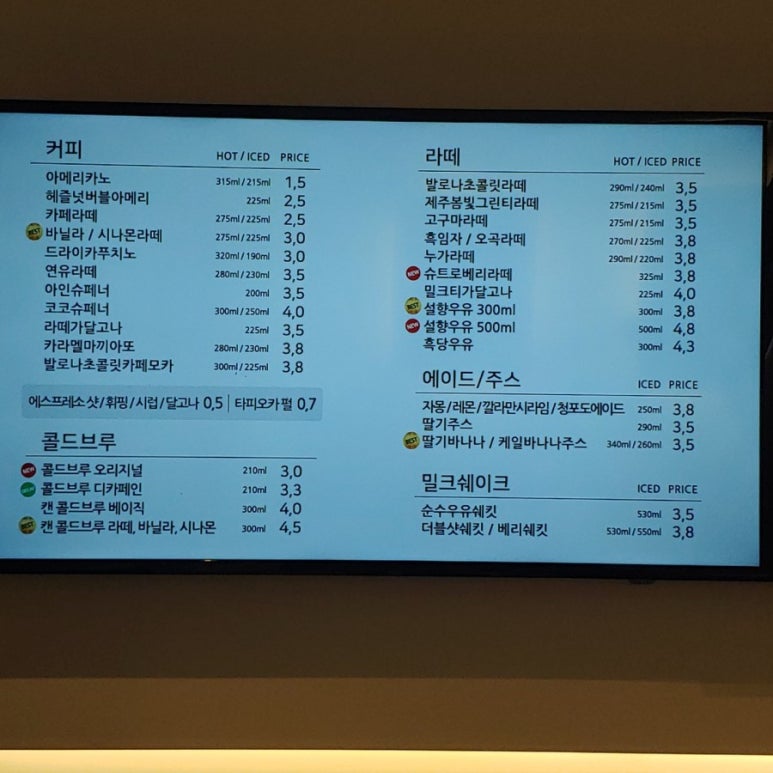 커피 HOT / ICED PRICE
아메리카노 315ml / 215ml 1,5
헤즐넛버블아메리 225ml 2,5
카페라떼 275ml / 225ml 2,5
BEST 바닐라 / 시나몬라떼 275ml / 225ml 3,0
드라이카푸치노 320ml / 190ml 3,0
연유라떼 280ml / 230ml 3,5
아인슈페너 200ml 3,5
코코슈페너 300ml / 250ml 4,0
라떼가달고나 225ml 3,5
카라멜마끼아또 280ml / 230ml 3,8
발로나초콜릿카페모카 300ml / 225ml 3,8
에스프레소 샷 / 휘핑 / 시럽 / 달고나 0,5 | 타피오카 펄 0,7
콜드브루
NEW 콜드브루 오리지널 210ml 3,0
콜드브루 디카페인 210ml 3,3
캔 콜드브루 베이직 300ml 4,0
BEST 캔 콜드브루 라떼, 바닐라, 시나몬 300ml 4,5
라떼 HOT / ICED PRICE
발로나초콜릿라떼 290ml / 240ml 3,5
제주봄빛그린티라떼 275ml / 215ml 3,5
고구마라떼 275ml / 215ml 3,5
흑임자 / 오곡라떼 270ml / 225ml 3,8
누가라떼 290ml / 220ml 3,8
NEW 슈트로베리라떼 325ml 3,8
밀크티가달고나 225ml 4,0
BEST 설향우유 300ml 300ml 3,8
NEW 설향우유 500ml 500ml 4,8
흑당우유 300ml 4,3
에이드/주스 ICED PRICE
자몽 / 레몬 / 깔라만시라임 / 청포도에이드 250ml 3,8
딸기주스 290ml 3,5
BEST 딸기바나나 / 케일바나나주스 340ml / 260ml 3,5
밀크쉐이크 ICED PRICE
순수우유쉐킷 530ml 3,5
더블샷쉐킷 / 베리쉐킷 530ml / 550ml 3,8